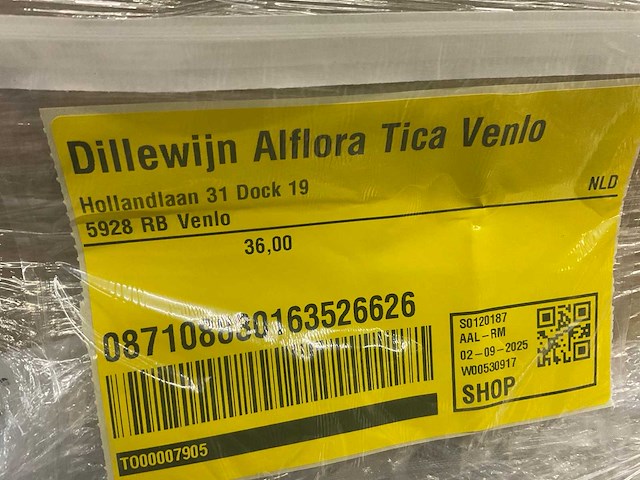 Dillewijn Alflora Tica Venlo
Hollandlaan 31 Dock 19
5928 RB Venlo
NLD
36,00
S0120187
AAL-RM
02-09-2025
W00530917
SHOP
T000007905